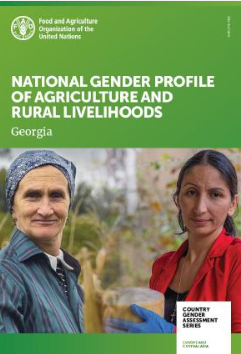 Food and Agriculture
Organization of the
United Nations
NATIONAL GENDER PROFILE
OF AGRICULTURE AND
RURAL LIVELIHOODS
Georgia
COUNTRY
GENDER
ASSESSMENT
SERIES